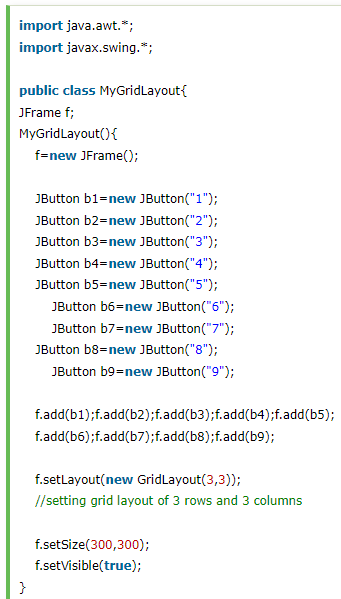 import java.awt.*;
import javax.swing.*;

public class MyGridLayout{
JFrame f;
MyGridLayout(){
    f=new JFrame();

    JButton b1=new JButton("1");
    JButton b2=new JButton("2");
    JButton b3=new JButton("3");
    JButton b4=new JButton("4");
    JButton b5=new JButton("5");
        JButton b6=new JButton("6");
        JButton b7=new JButton("7");
    JButton b8=new JButton("8");
        JButton b9=new JButton("9");

    f.add(b1);f.add(b2);f.add(b3);f.add(b4);f.add(b5);
    f.add(b6);f.add(b7);f.add(b8);f.add(b9);

    f.setLayout(new GridLayout(3,3));
    //setting grid layout of 3 rows and 3 columns

    f.setSize(300,300);
    f.setVisible(true);
}